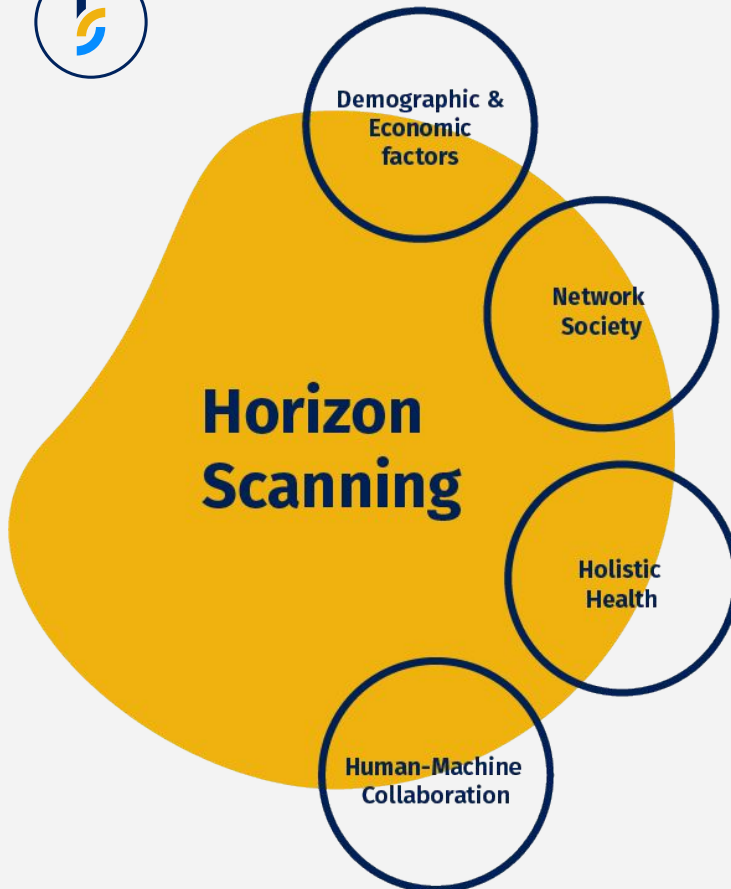 Demographic &
Economic
factors
Network
Society
Horizon
Scanning
Holistic
Health
Human-Machine
Collaboration